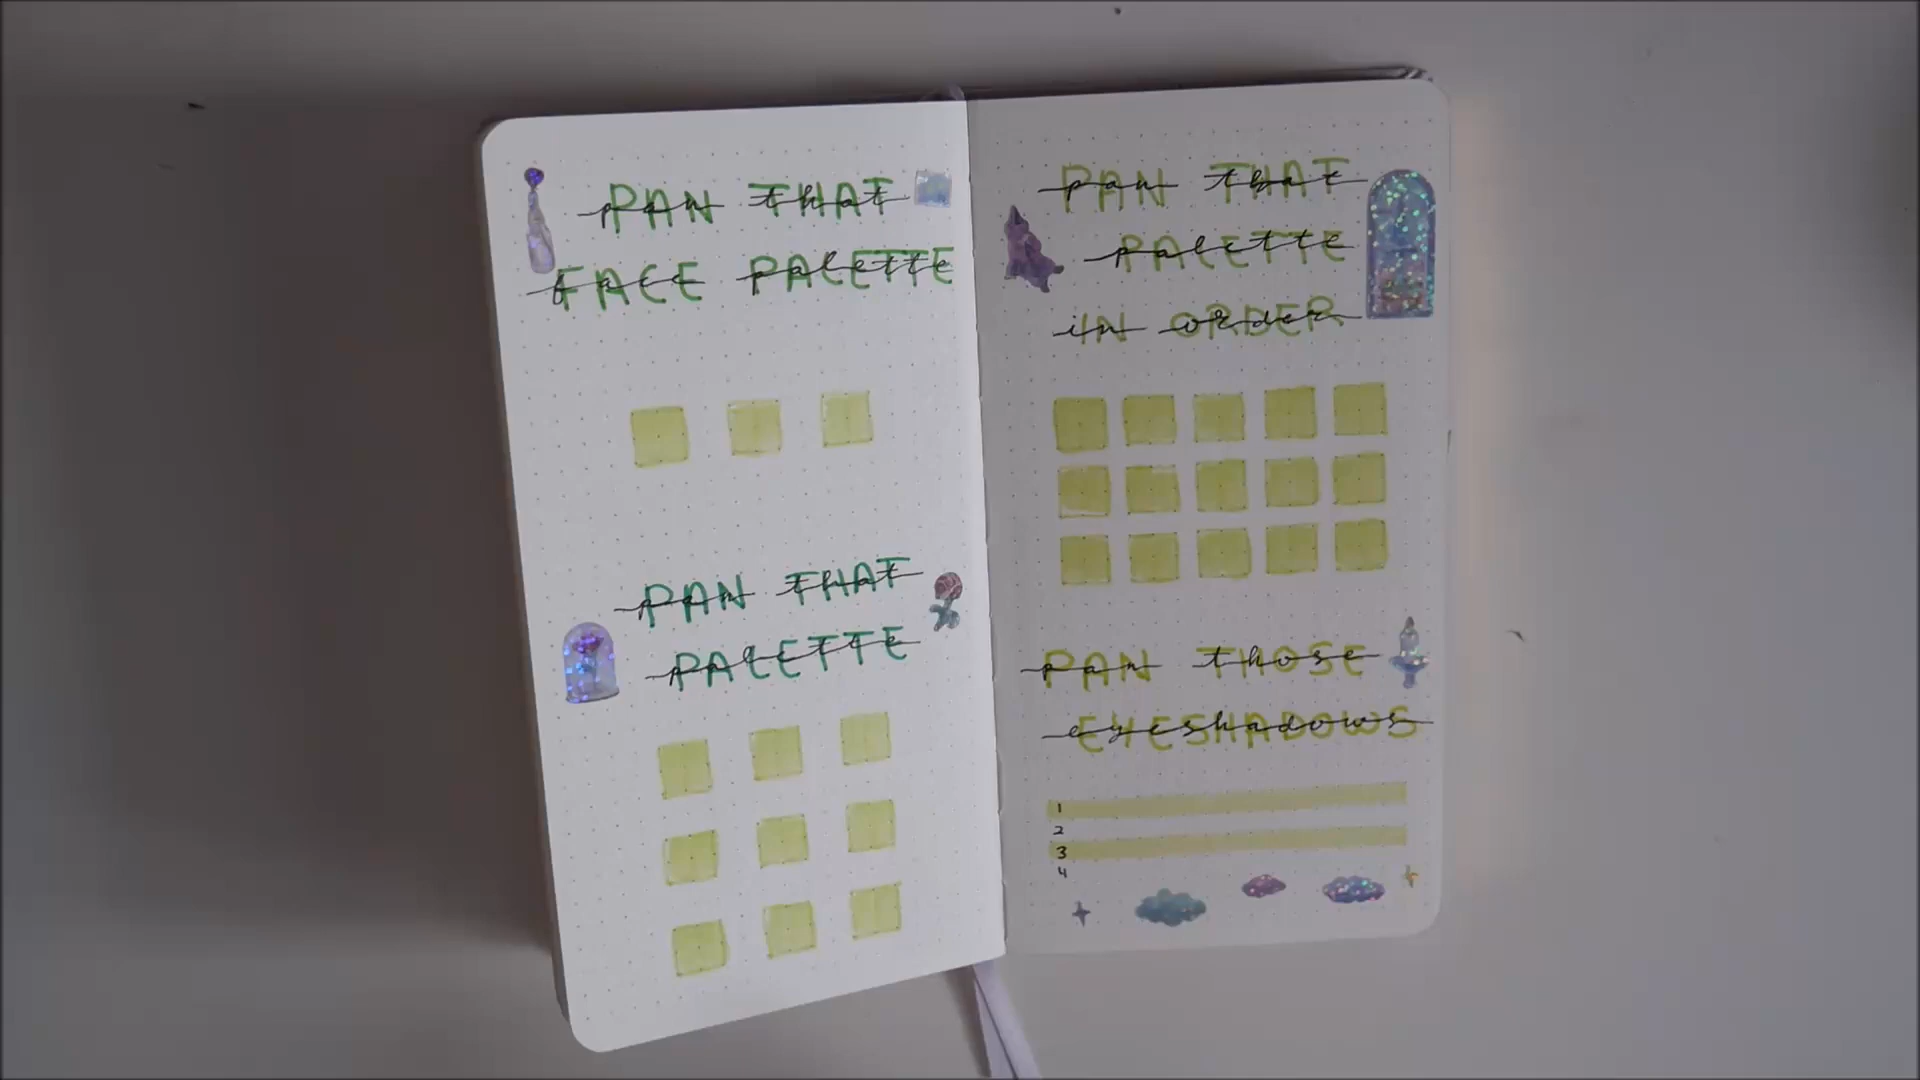 PAN THAT
FACE PALETTE
PAN THAT
PALETTE
PAN THAT
PALETTE
IN ORDER
PAN THOSE
EYESHADOWS
1
2
3
4